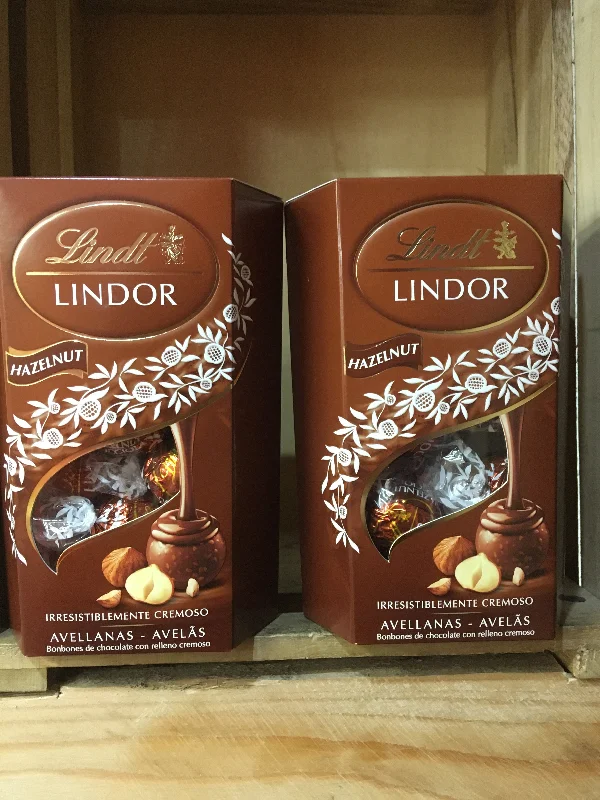 Lindt
LINDOR
HAZELNUT
IRRESISTIBLEMENTE CREMOSO
AVELLANAS - AVELÃS
Bonbones de chocolate con relleno cremoso
Lindt
LINDOR
HAZELNUT
IRRESISTIBLEMENTE CREMOSO
AVELLANAS - AVELÃS
Bonbones de chocolate con relleno cremoso